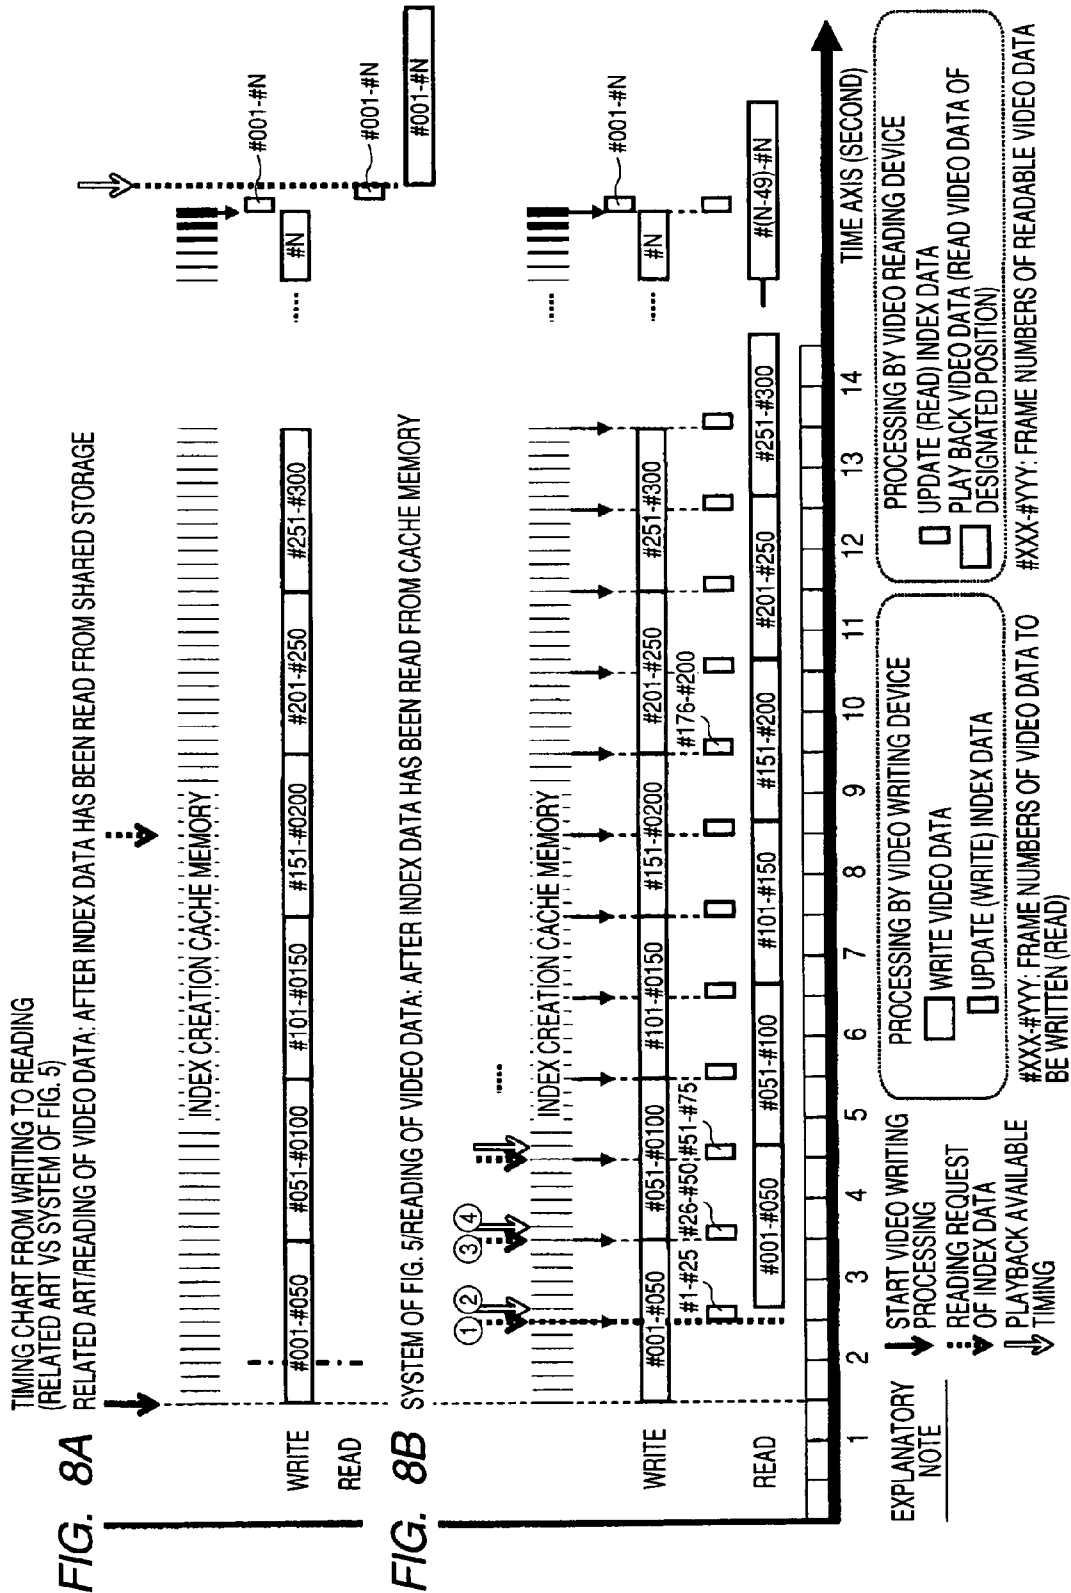 TIMING CHART FROM WRITING TO READING
(RELATED ART VS SYSTEM OF FIG. 5)
FIG. 8A
RELATED ART/READING OF VIDEO DATA: AFTER INDEX DATA HAS BEEN READ FROM SHARED STORAGE
INDEX CREATION CACHE MEMORY
#001-#N
WRITE
#001-#050
#051-#0100
#101-#0150
#151-#0200
#201-#250
#251-#300
#N
READ
#001-#N
#001-#N
FIG. 8B
SYSTEM OF FIG. 5/READING OF VIDEO DATA: AFTER INDEX DATA HAS BEEN READ FROM CACHE MEMORY
① ②
③ ④
INDEX CREATION CACHE MEMORY
#001-#N
WRITE
#001-#050
#051-#0100
#101-#0150
#151-#0200
#201-#250
#251-#300
#N
#1-#25
#26-#50
#51-#75
#176-#200
READ
#001-#050
#051-#100
#101-#150
#151-#200
#201-#250
#251-#300
#(N-49)-#N
1 2 3 4 5 6 7 8 9 10 11 12 13 14
TIME AXIS (SECOND)
EXPLANATORY
NOTE
START VIDEO WRITING
PROCESSING
READING REQUEST
OF INDEX DATA
PLAYBACK AVAILABLE
TIMING
PROCESSING BY VIDEO WRITING DEVICE
WRITE VIDEO DATA
UPDATE (WRITE) INDEX DATA
#XXX-#YYY: FRAME NUMBERS OF VIDEO DATA TO
BE WRITTEN (READ)
PROCESSING BY VIDEO READING DEVICE
UPDATE (READ) INDEX DATA
PLAY BACK VIDEO DATA (READ VIDEO DATA OF
DESIGNATED POSITION)
#XXX-#YYY: FRAME NUMBERS OF READABLE VIDEO DATA